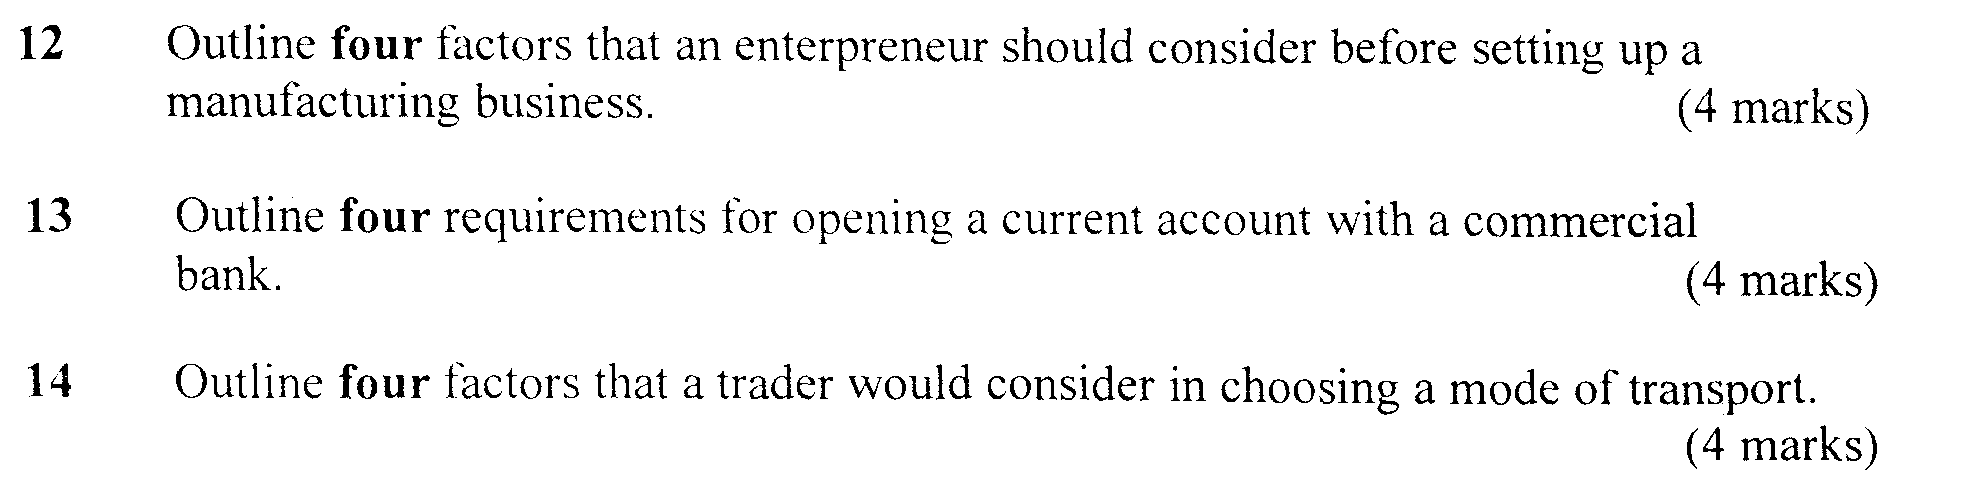 12 Outline four factors that an enterpreneur should consider before setting up a
manufacturing business. (4 marks)
13 Outline four requirements for opening a current account with a commercial
bank. (4 marks)
14 Outline four factors that a trader would consider in choosing a mode of transport.
(4 marks)